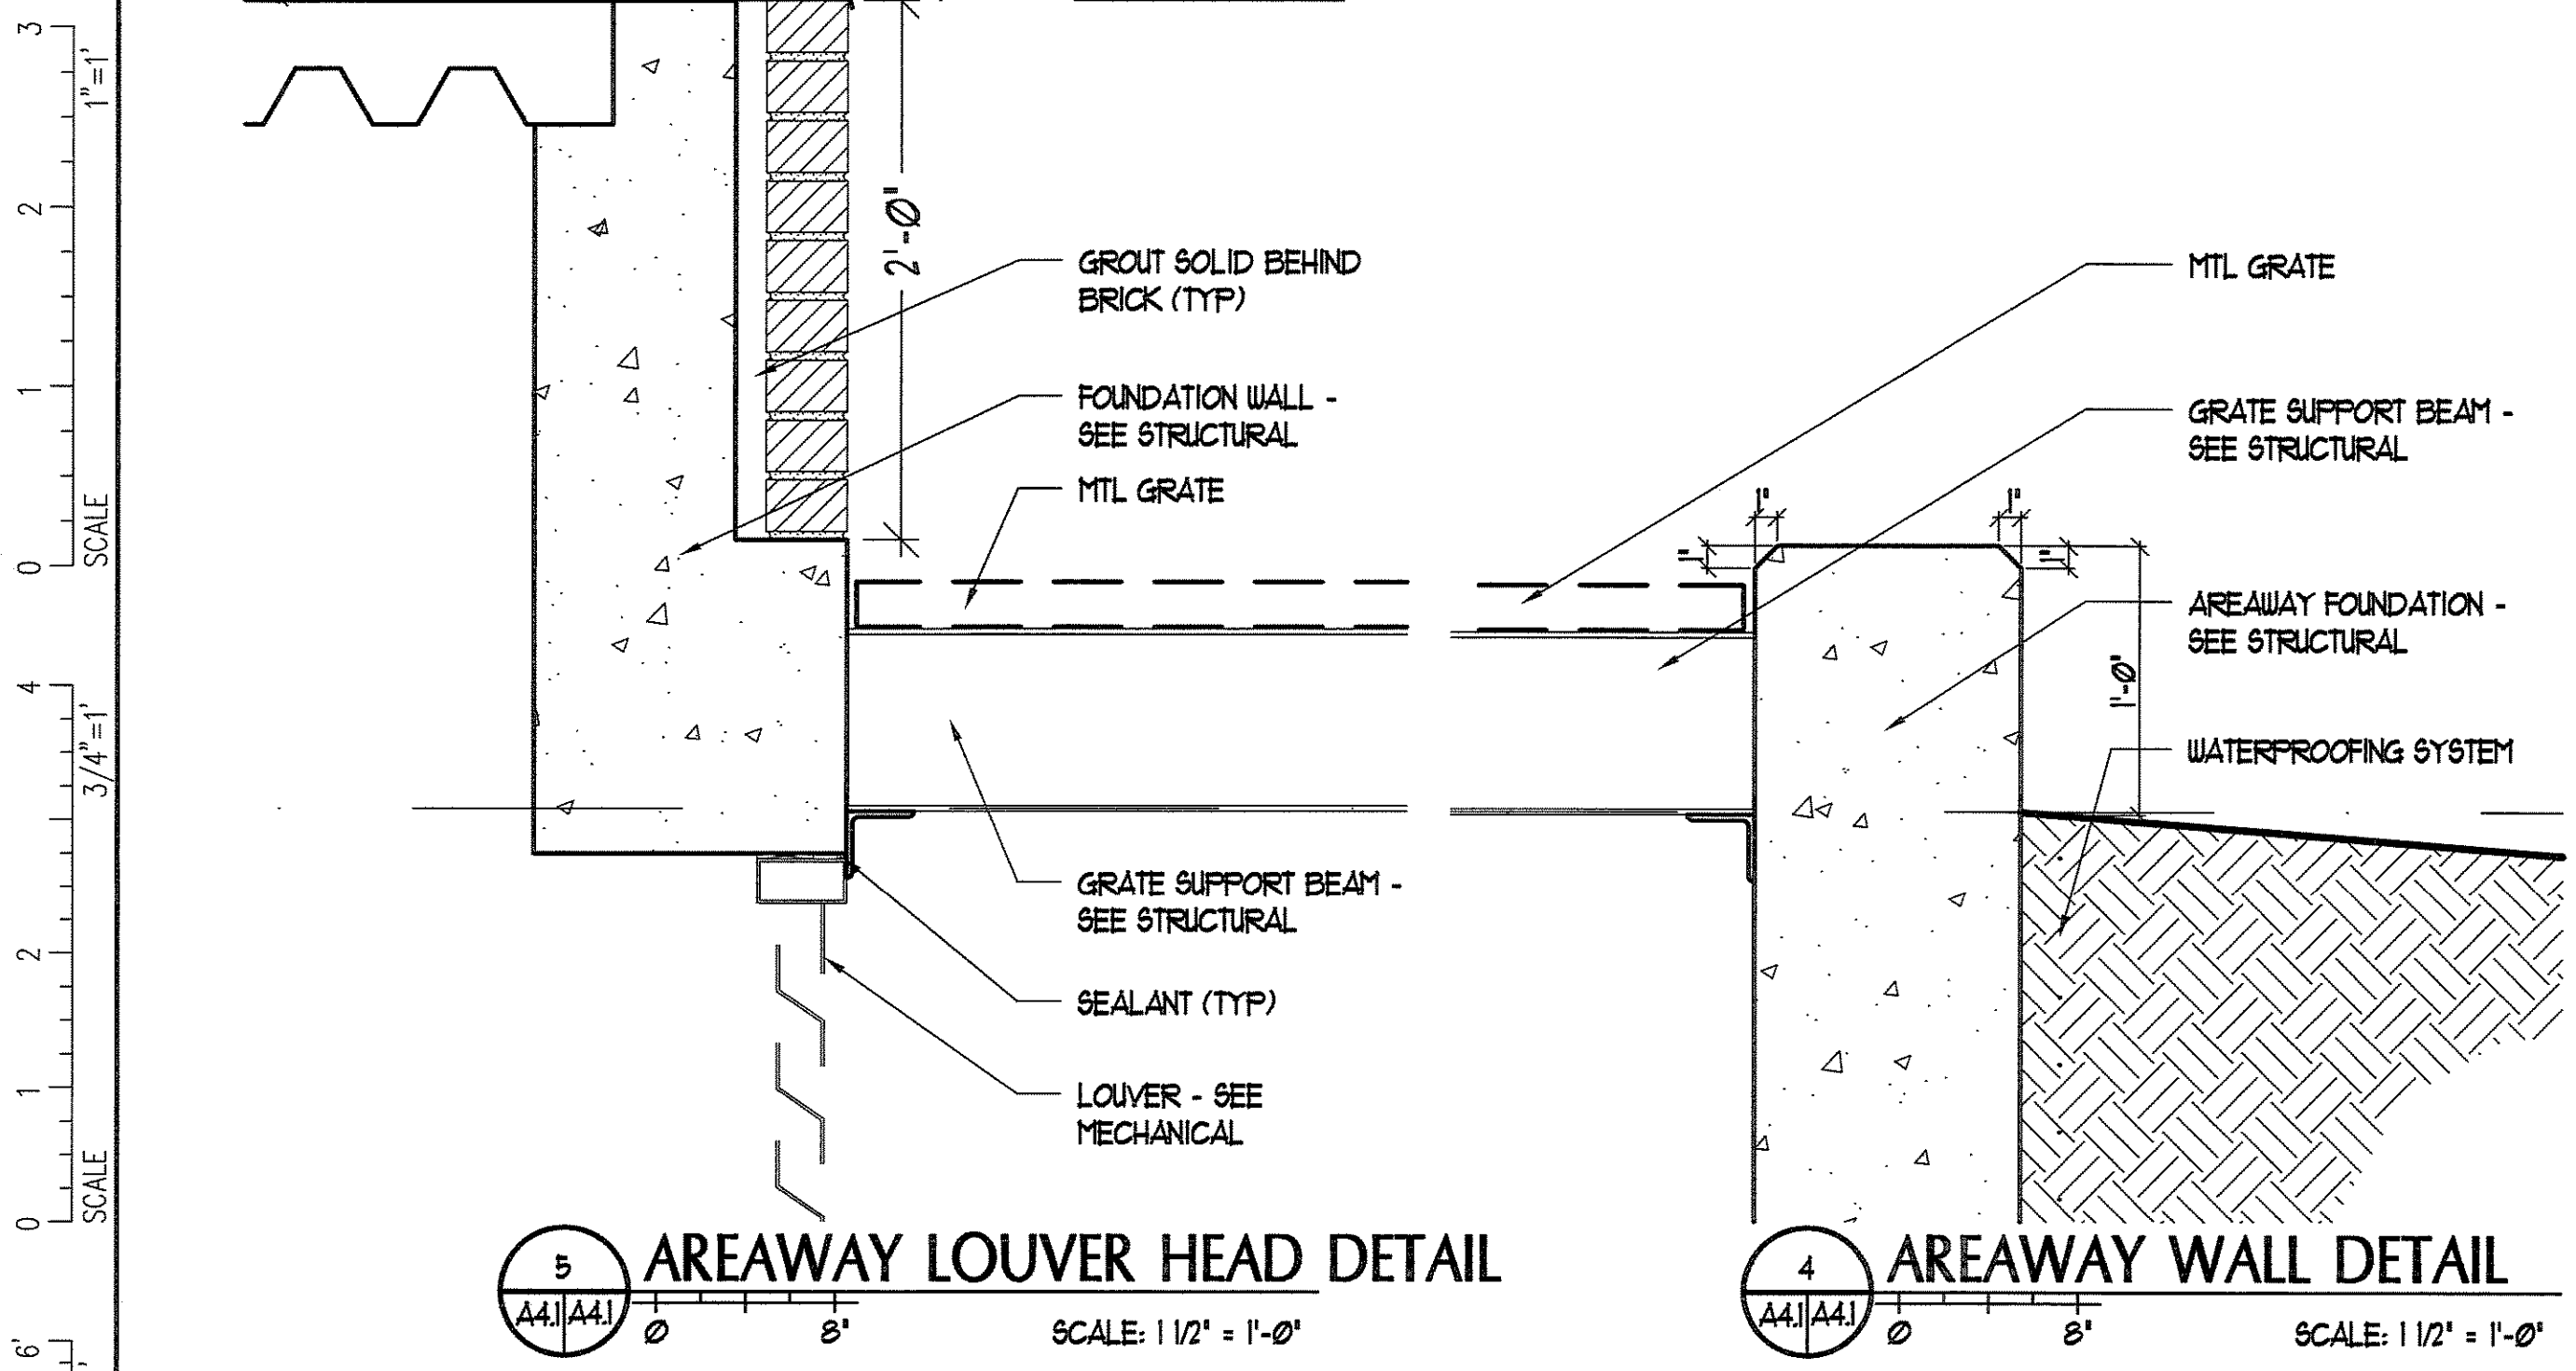 3
1"=1'
2
1
SCALE
0
4
3/4"=1'
2
1
SCALE
0
6'
2'-0"
GROUT SOLID BEHIND
BRICK (TYP)
FOUNDATION WALL -
SEE STRUCTURAL
MTL GRATE
GRATE SUPPORT BEAM -
SEE STRUCTURAL
SEALANT (TYP)
LOUVER - SEE
MECHANICAL
5
A4.1 A4.1
AREAWAY LOUVER HEAD DETAIL
0 8"
SCALE: 1 1/2" = 1'-0"
MTL GRATE
GRATE SUPPORT BEAM -
SEE STRUCTURAL
1" 1"
1" 1"
AREAWAY FOUNDATION -
SEE STRUCTURAL
1'-0"
WATERPROOFING SYSTEM
4
A4.1 A4.1
AREAWAY WALL DETAIL
0 8"
SCALE: 1 1/2" = 1'-0"